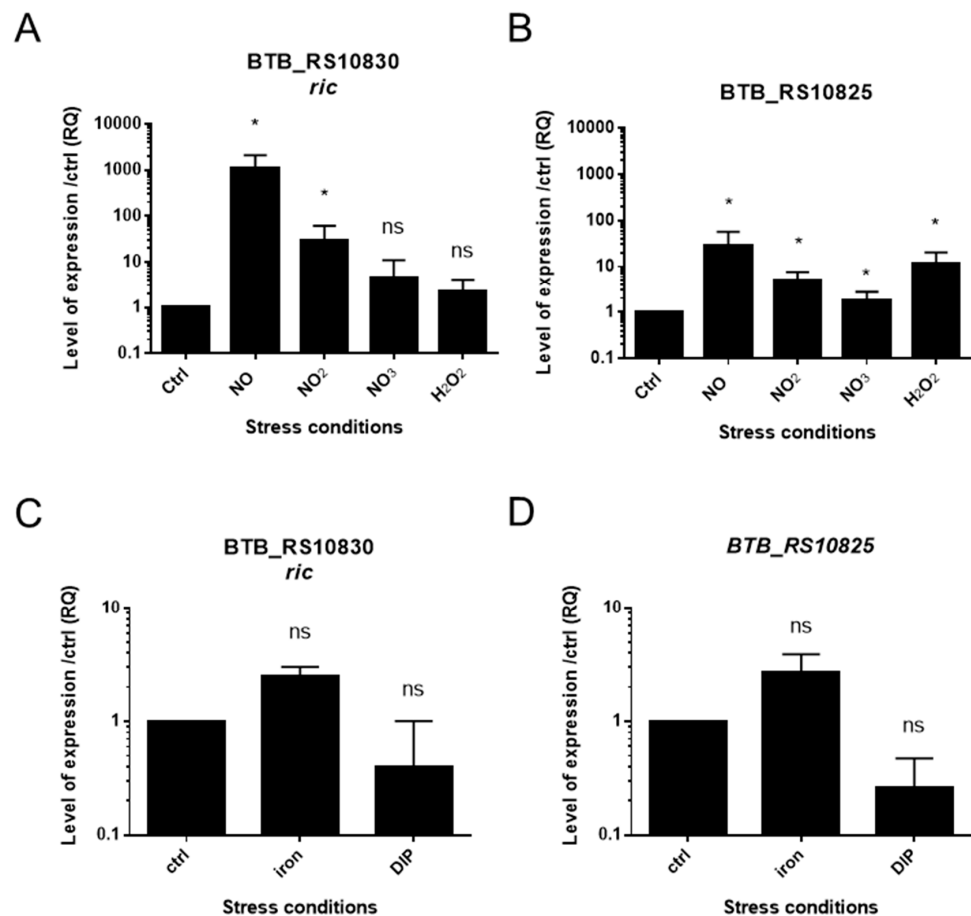 A
BTB_RS10830
ric
Level of expression /ctrl (RQ)
10000
1000
100
10
1
0.1
*
*
ns
ns
Ctrl
NO
NO₂
NO₃
H₂O₂
Stress conditions
B
BTB_RS10825
Level of expression /ctrl (RQ)
10000
1000
100
10
1
0.1
*
*
*
*
Ctrl
NO
NO₂
NO₃
H₂O₂
Stress conditions
C
BTB_RS10830
ric
Level of expression /ctrl (RQ)
10
1
0.1
ns
ns
ctrl
iron
DIP
Stress conditions
D
BTB_RS10825
Level of expression /ctrl (RQ)
10
1
0.1
ns
ns
ctrl
iron
DIP
Stress conditions